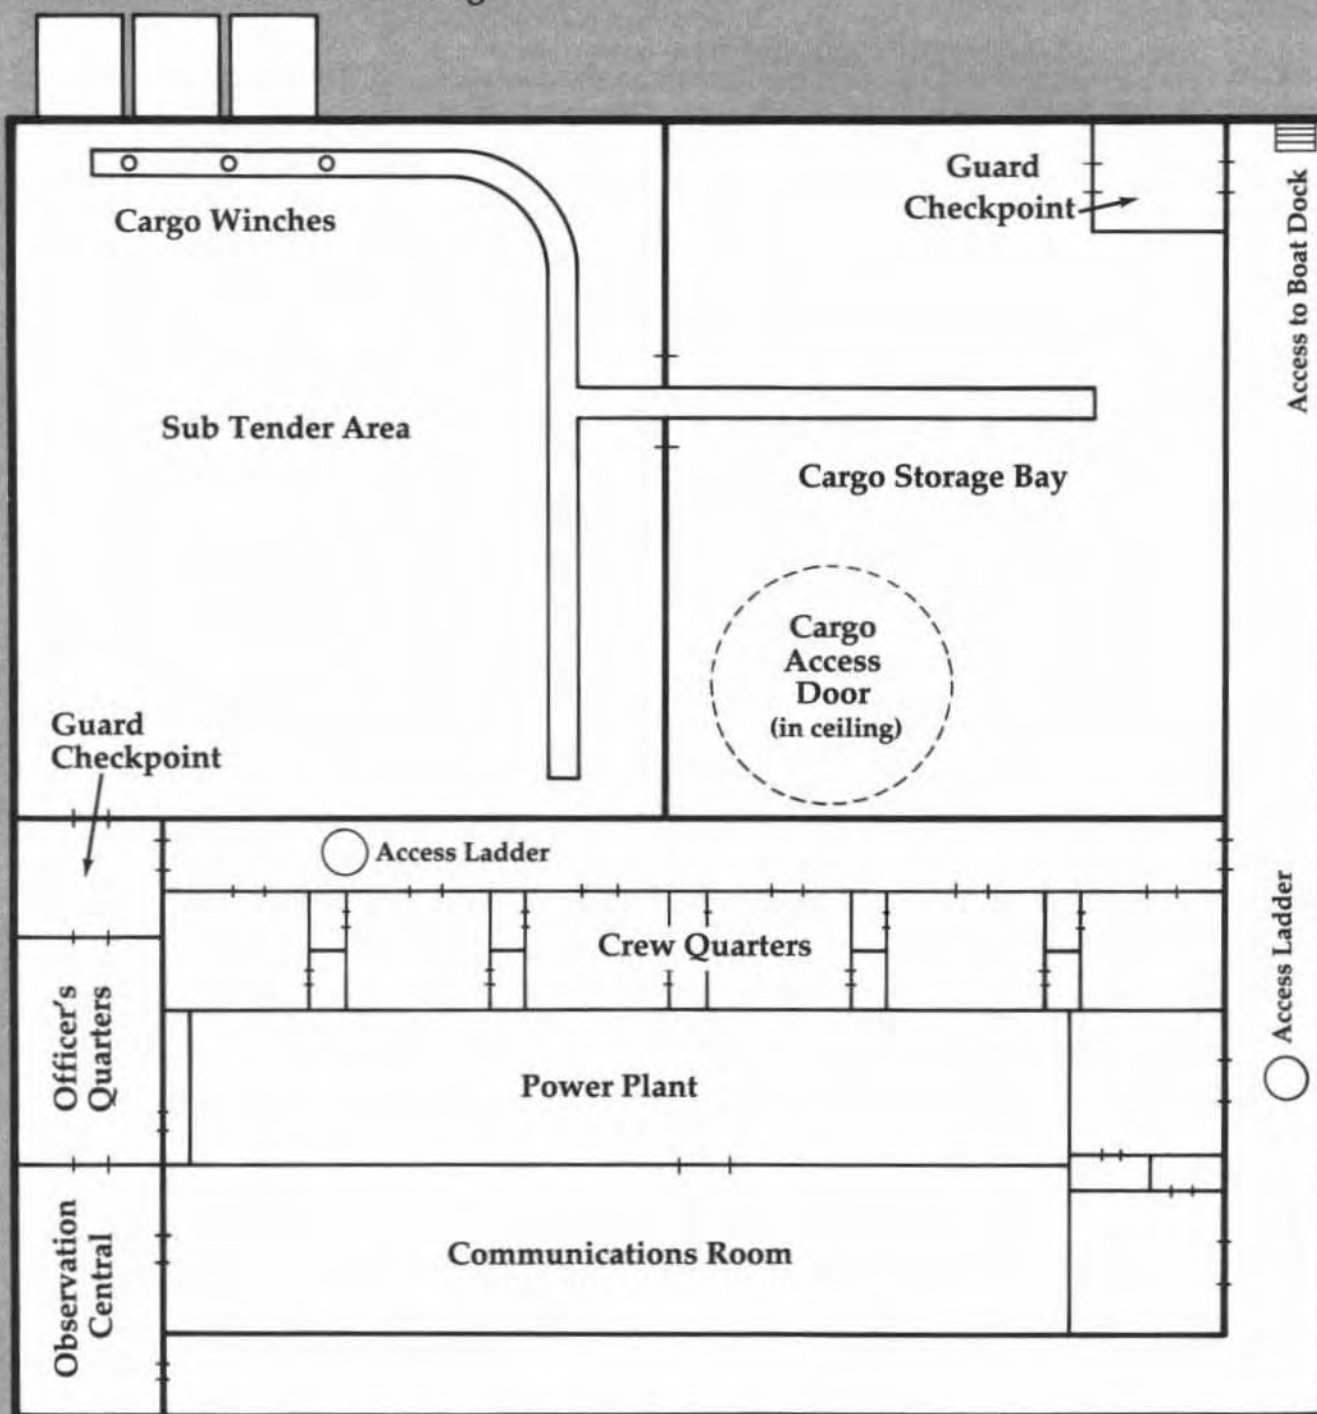 Guard
Checkpoint
Access to Boat Dock
Cargo Winches
Sub Tender Area
Cargo Storage Bay
Cargo
Access
Door
(in ceiling)
Guard
Checkpoint
Access Ladder
Crew Quarters
Access Ladder
Officer's
Quarters
Power Plant
Observation
Central
Communications Room